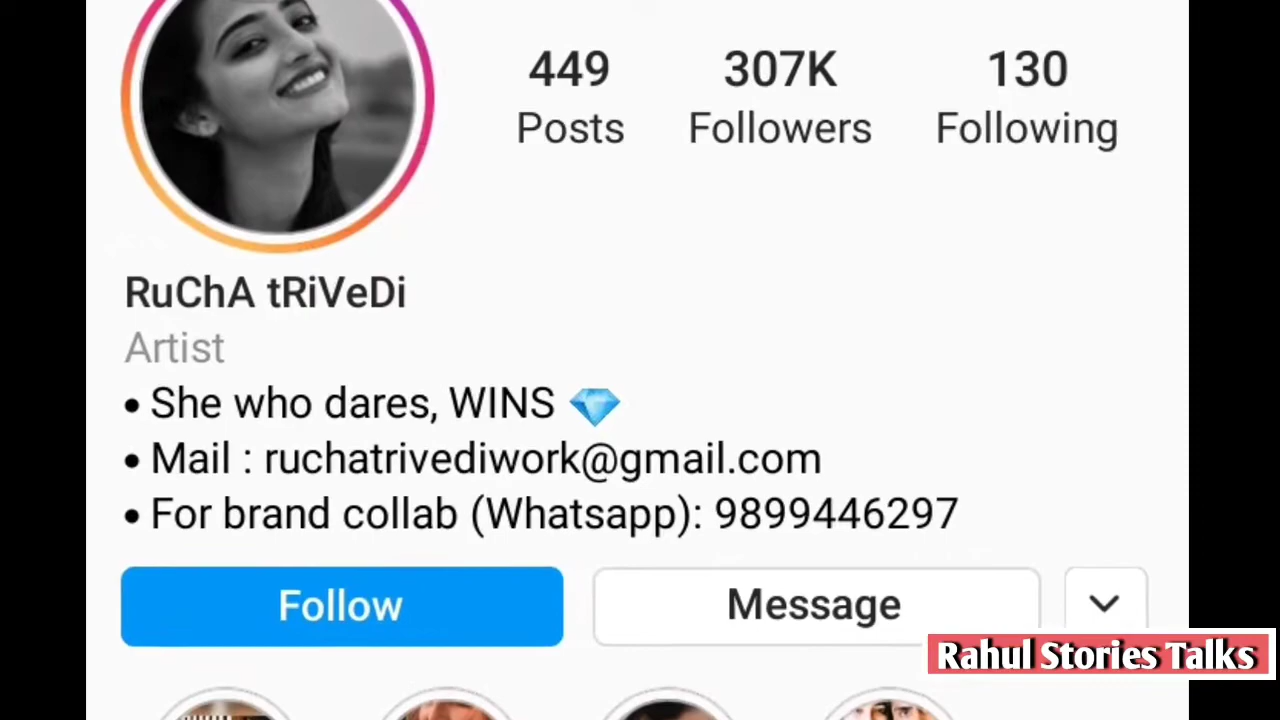 449 307K 130
Posts Followers Following
RuChA tRiVeDi
Artist
• She who dares, WINS 💎
• Mail : ruchatrivediwork@gmail.com
• For brand collab (Whatsapp): 9899446297
Follow Message
Rahul Stories Talks